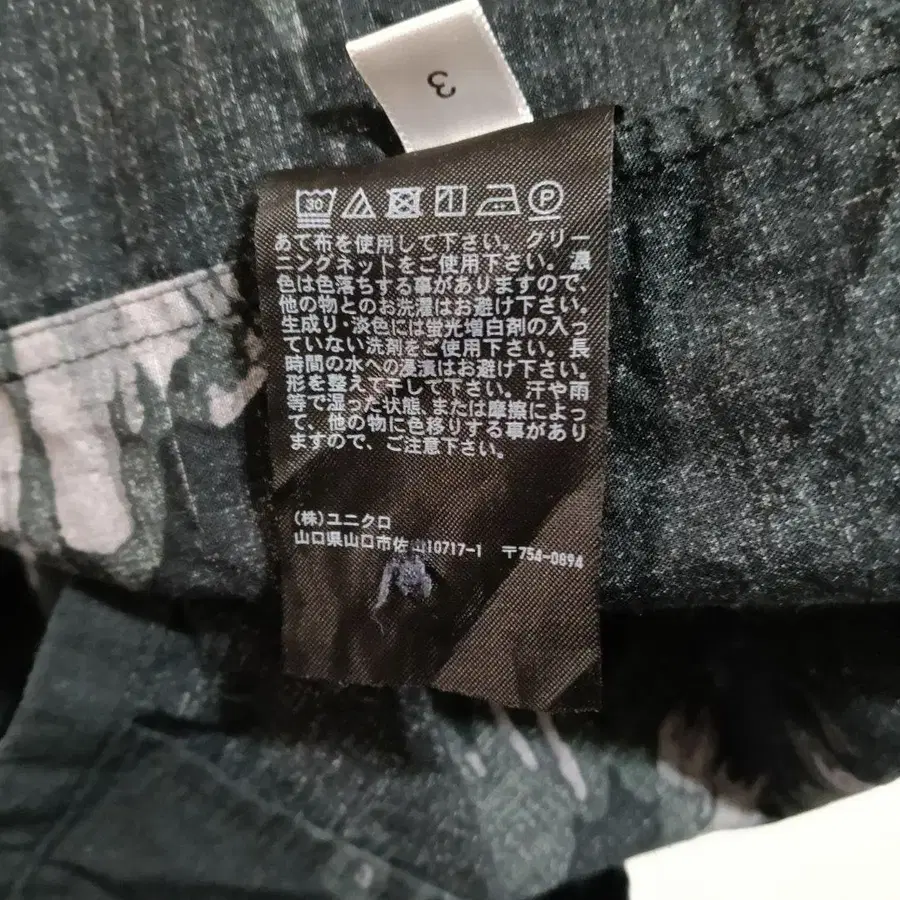 3
30
P
あて布を使用して下さい。クリー
ニングネットをご使用下さい。濃
色は色落ちする事がありますので、
他の物とのお洗濯はお避け下さい。
生成り・淡色には蛍光増白剤の入っ
ていない洗剤をご使用下さい。長
時間の水への浸漬はお避け下さい。
形を整えて干して下さい。汗や雨
等で湿った状態、または摩擦によっ
て、他の物に色移りする事があり
ますので、ご注意下さい。
(株)ユニクロ
山口県山口市佐山10717-1 〒754-0894